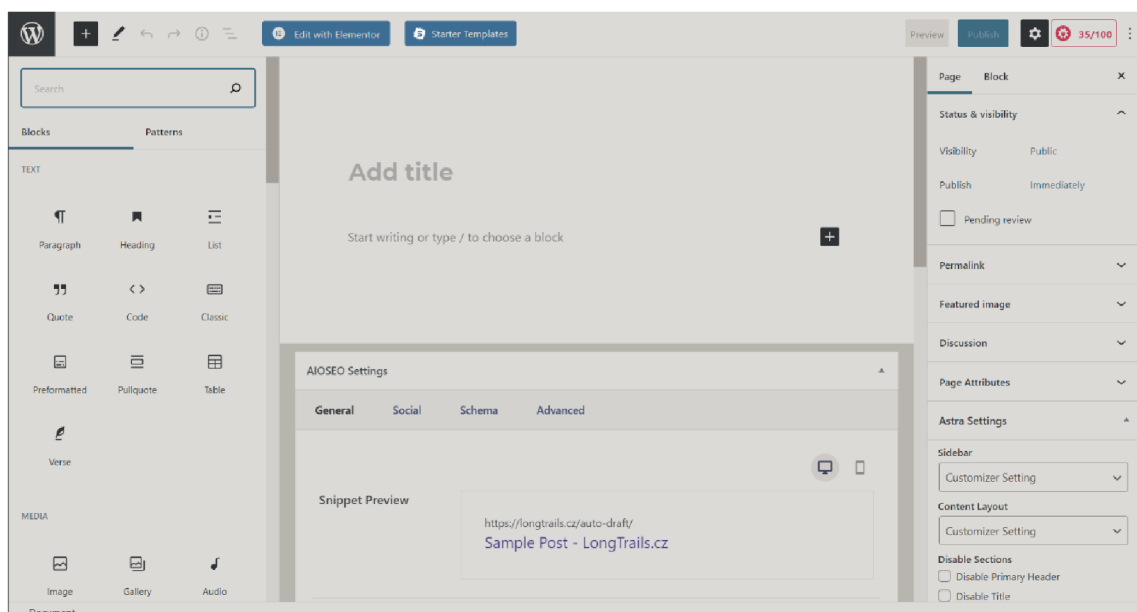 Edit with Elementor
Starter Templates
Preview
Publish
35/100
Search
Blocks
Patterns
TEXT
Paragraph
Heading
List
Quote
Code
Classic
Preformatted
Pullquote
Table
Verse
MEDIA
Image
Gallery
Audio
Document
Add title
Start writing or type / to choose a block
AIOSEO Settings
General
Social
Schema
Advanced
Snippet Preview
https://longtrails.cz/auto-draft/
Sample Post - LongTrails.cz
Page
Block
Status & visibility
Visibility
Public
Publish
Immediately
Pending review
Permalink
Featured image
Discussion
Page Attributes
Astra Settings
Sidebar
Customizer Setting
Content Layout
Customizer Setting
Disable Sections
Disable Primary Header
Disable Title